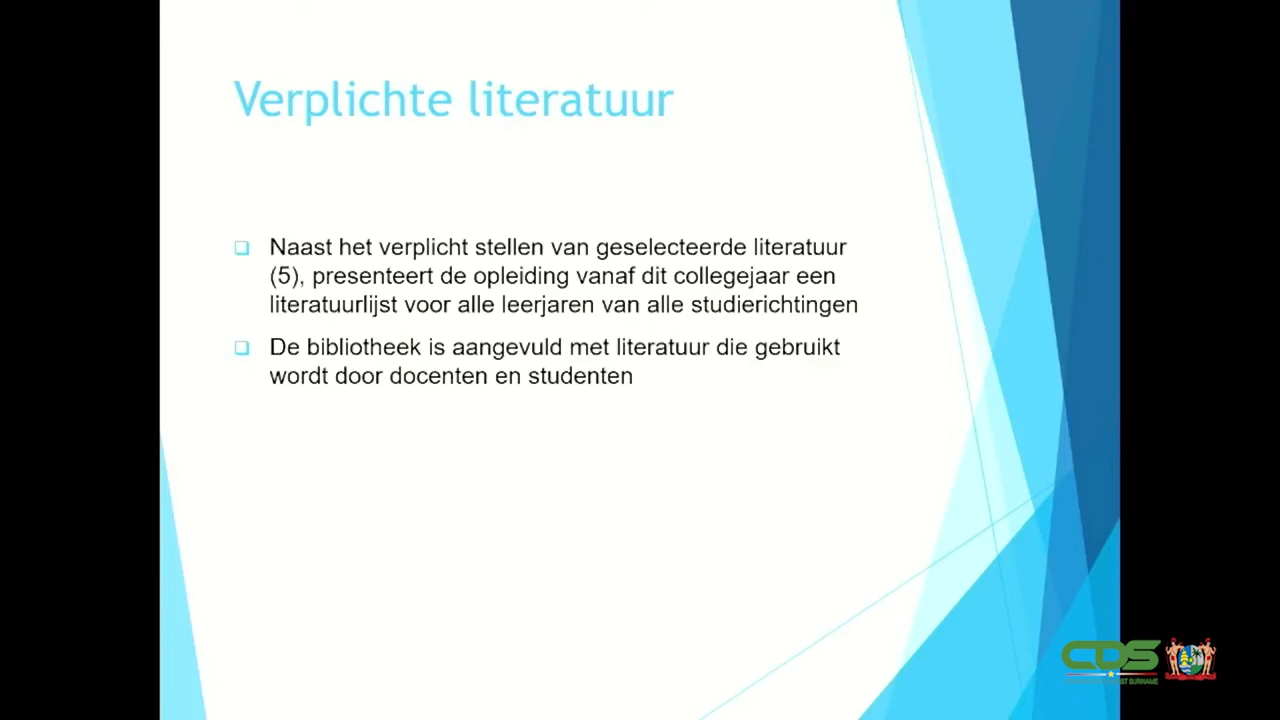 Verplichte literatuur
Naast het verplicht stellen van geselecteerde literatuur
(5), presenteert de opleiding vanaf dit collegejaar een
literatuurlijst voor alle leerjaren van alle studierichtingen
De bibliotheek is aangevuld met literatuur die gebruikt
wordt door docenten en studenten
CDS
SURINAME